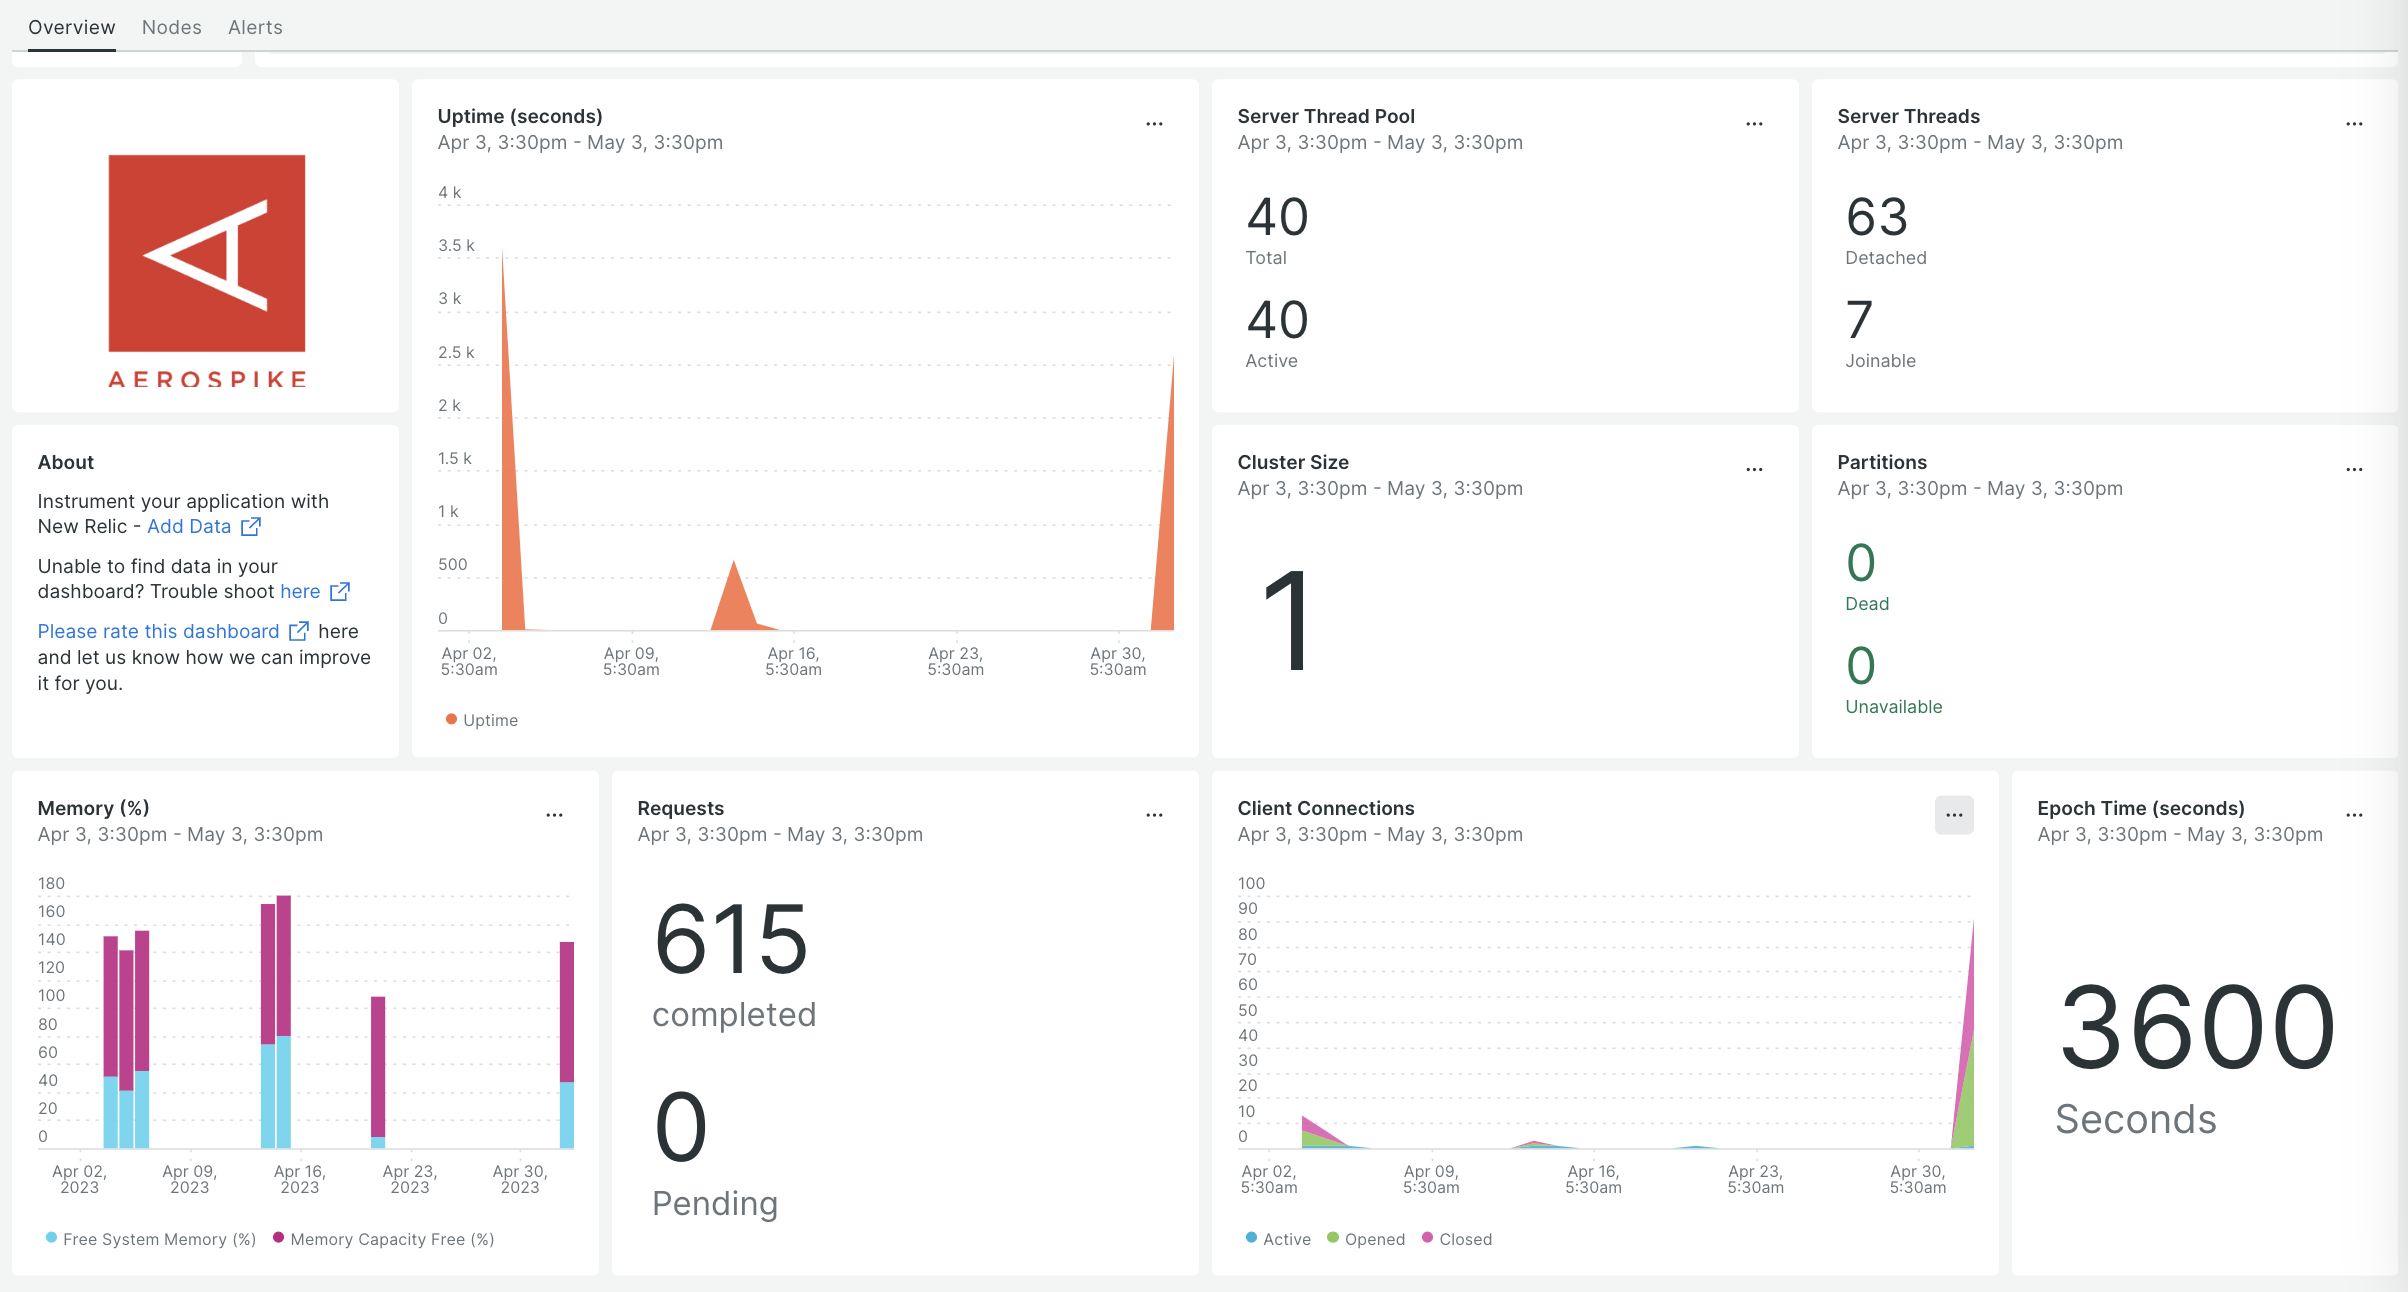 Overview Nodes Alerts
AEROSPIKE
Uptime (seconds)
Apr 3, 3:30pm - May 3, 3:30pm
4 k
3.5 k
3 k
2.5 k
2 k
1.5 k
1 k
500
0
Apr 02, Apr 09, Apr 16, Apr 23, Apr 30,
5:30am 5:30am 5:30am 5:30am 5:30am
Uptime
Server Thread Pool
Apr 3, 3:30pm - May 3, 3:30pm
40
Total
40
Active
Server Threads
Apr 3, 3:30pm - May 3, 3:30pm
63
Detached
7
Joinable
About
Instrument your application with
New Relic - Add Data
Unable to find data in your
dashboard? Trouble shoot here
Please rate this dashboard here
and let us know how we can improve
it for you.
Cluster Size
Apr 3, 3:30pm - May 3, 3:30pm
1
Partitions
Apr 3, 3:30pm - May 3, 3:30pm
0
Dead
0
Unavailable
Memory (%)
Apr 3, 3:30pm - May 3, 3:30pm
180
160
140
120
100
80
60
40
20
0
Apr 02, Apr 09, Apr 16, Apr 23, Apr 30,
2023 2023 2023 2023 2023
Free System Memory (%) Memory Capacity Free (%)
Requests
Apr 3, 3:30pm - May 3, 3:30pm
615
completed
0
Pending
Client Connections
Apr 3, 3:30pm - May 3, 3:30pm
100
90
80
70
60
50
40
30
20
10
0
Apr 02, Apr 09, Apr 16, Apr 23, Apr 30,
5:30am 5:30am 5:30am 5:30am 5:30am
Active Opened Closed
Epoch Time (seconds)
Apr 3, 3:30pm - May 3, 3:30pm
3600
Seconds